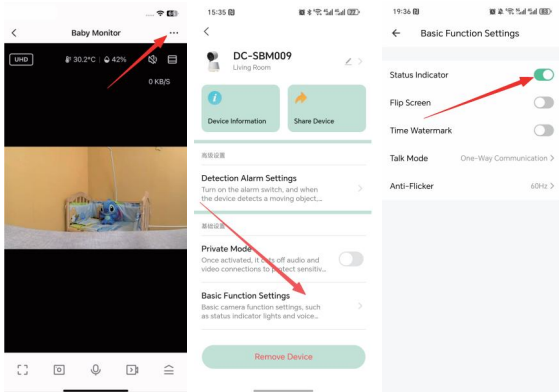 Baby Monitor
UHD
30.2°C
42%
0 KB/S
15:35
DC-SBM009
Living Room
Device Information
Share Device
高级设置
Detection Alarm Settings
Turn on the alarm switch, and when
the device detects a moving object,...
基础设置
Private Mode
Once activated, it cuts off audio and
video connections to protect sensitiv...
Basic Function Settings
Basic camera function settings, such
as status indicator lights and voice...
Remove Device
19:36
Basic Function Settings
Status Indicator
Flip Screen
Time Watermark
Talk Mode One-Way Communication
Anti-Flicker 60Hz